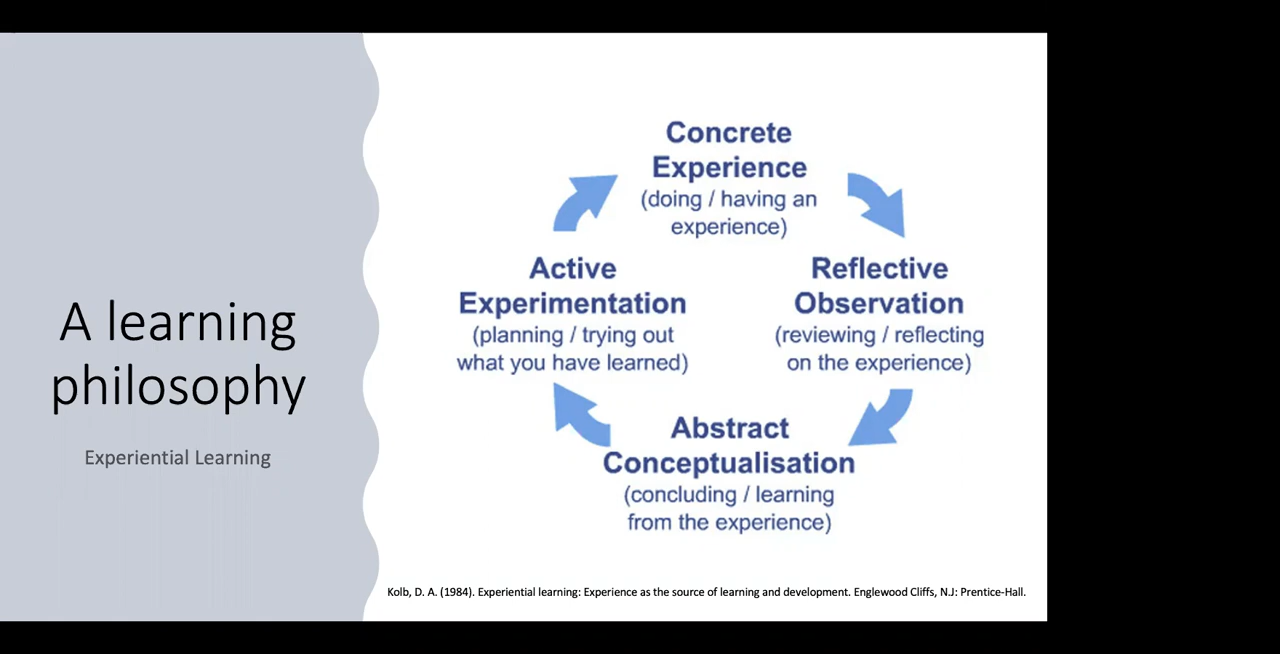 A learning
philosophy
Experiential Learning
Concrete
Experience
(doing / having an
experience)
Reflective
Observation
(reviewing / reflecting
on the experience)
Abstract
Conceptualisation
(concluding / learning
from the experience)
Active
Experimentation
(planning / trying out
what you have learned)
Kolb, D. A. (1984). Experiential learning: Experience as the source of learning and development. Englewood Cliffs, N.J: Prentice-Hall.